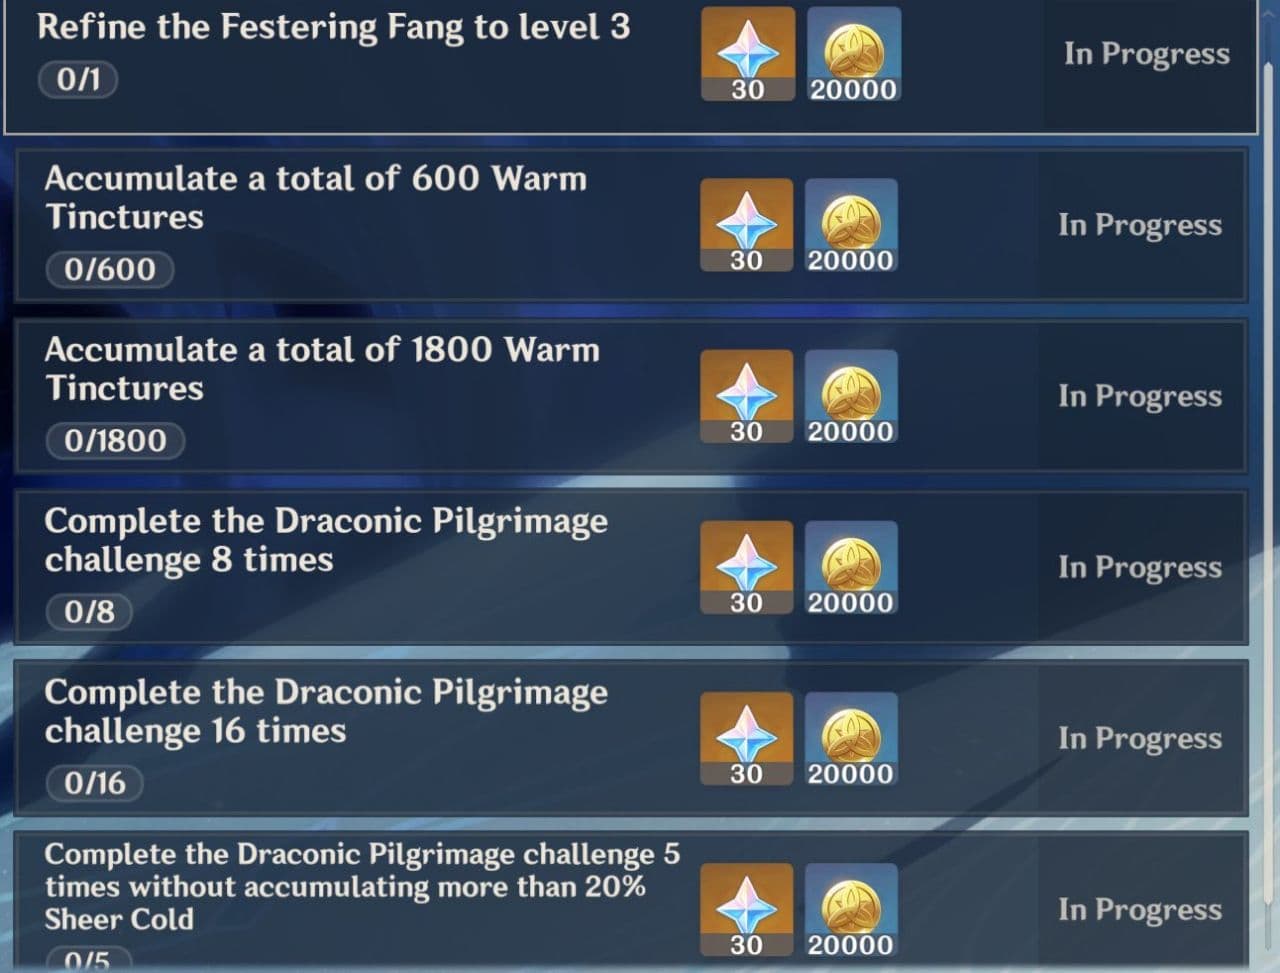 Refine the Festering Fang to level 3
0/1
30
20000
In Progress
Accumulate a total of 600 Warm
Tinctures
0/600
30
20000
In Progress
Accumulate a total of 1800 Warm
Tinctures
0/1800
30
20000
In Progress
Complete the Draconic Pilgrimage
challenge 8 times
0/8
30
20000
In Progress
Complete the Draconic Pilgrimage
challenge 16 times
0/16
30
20000
In Progress
Complete the Draconic Pilgrimage challenge 5
times without accumulating more than 20%
Sheer Cold
0/5
30
20000
In Progress